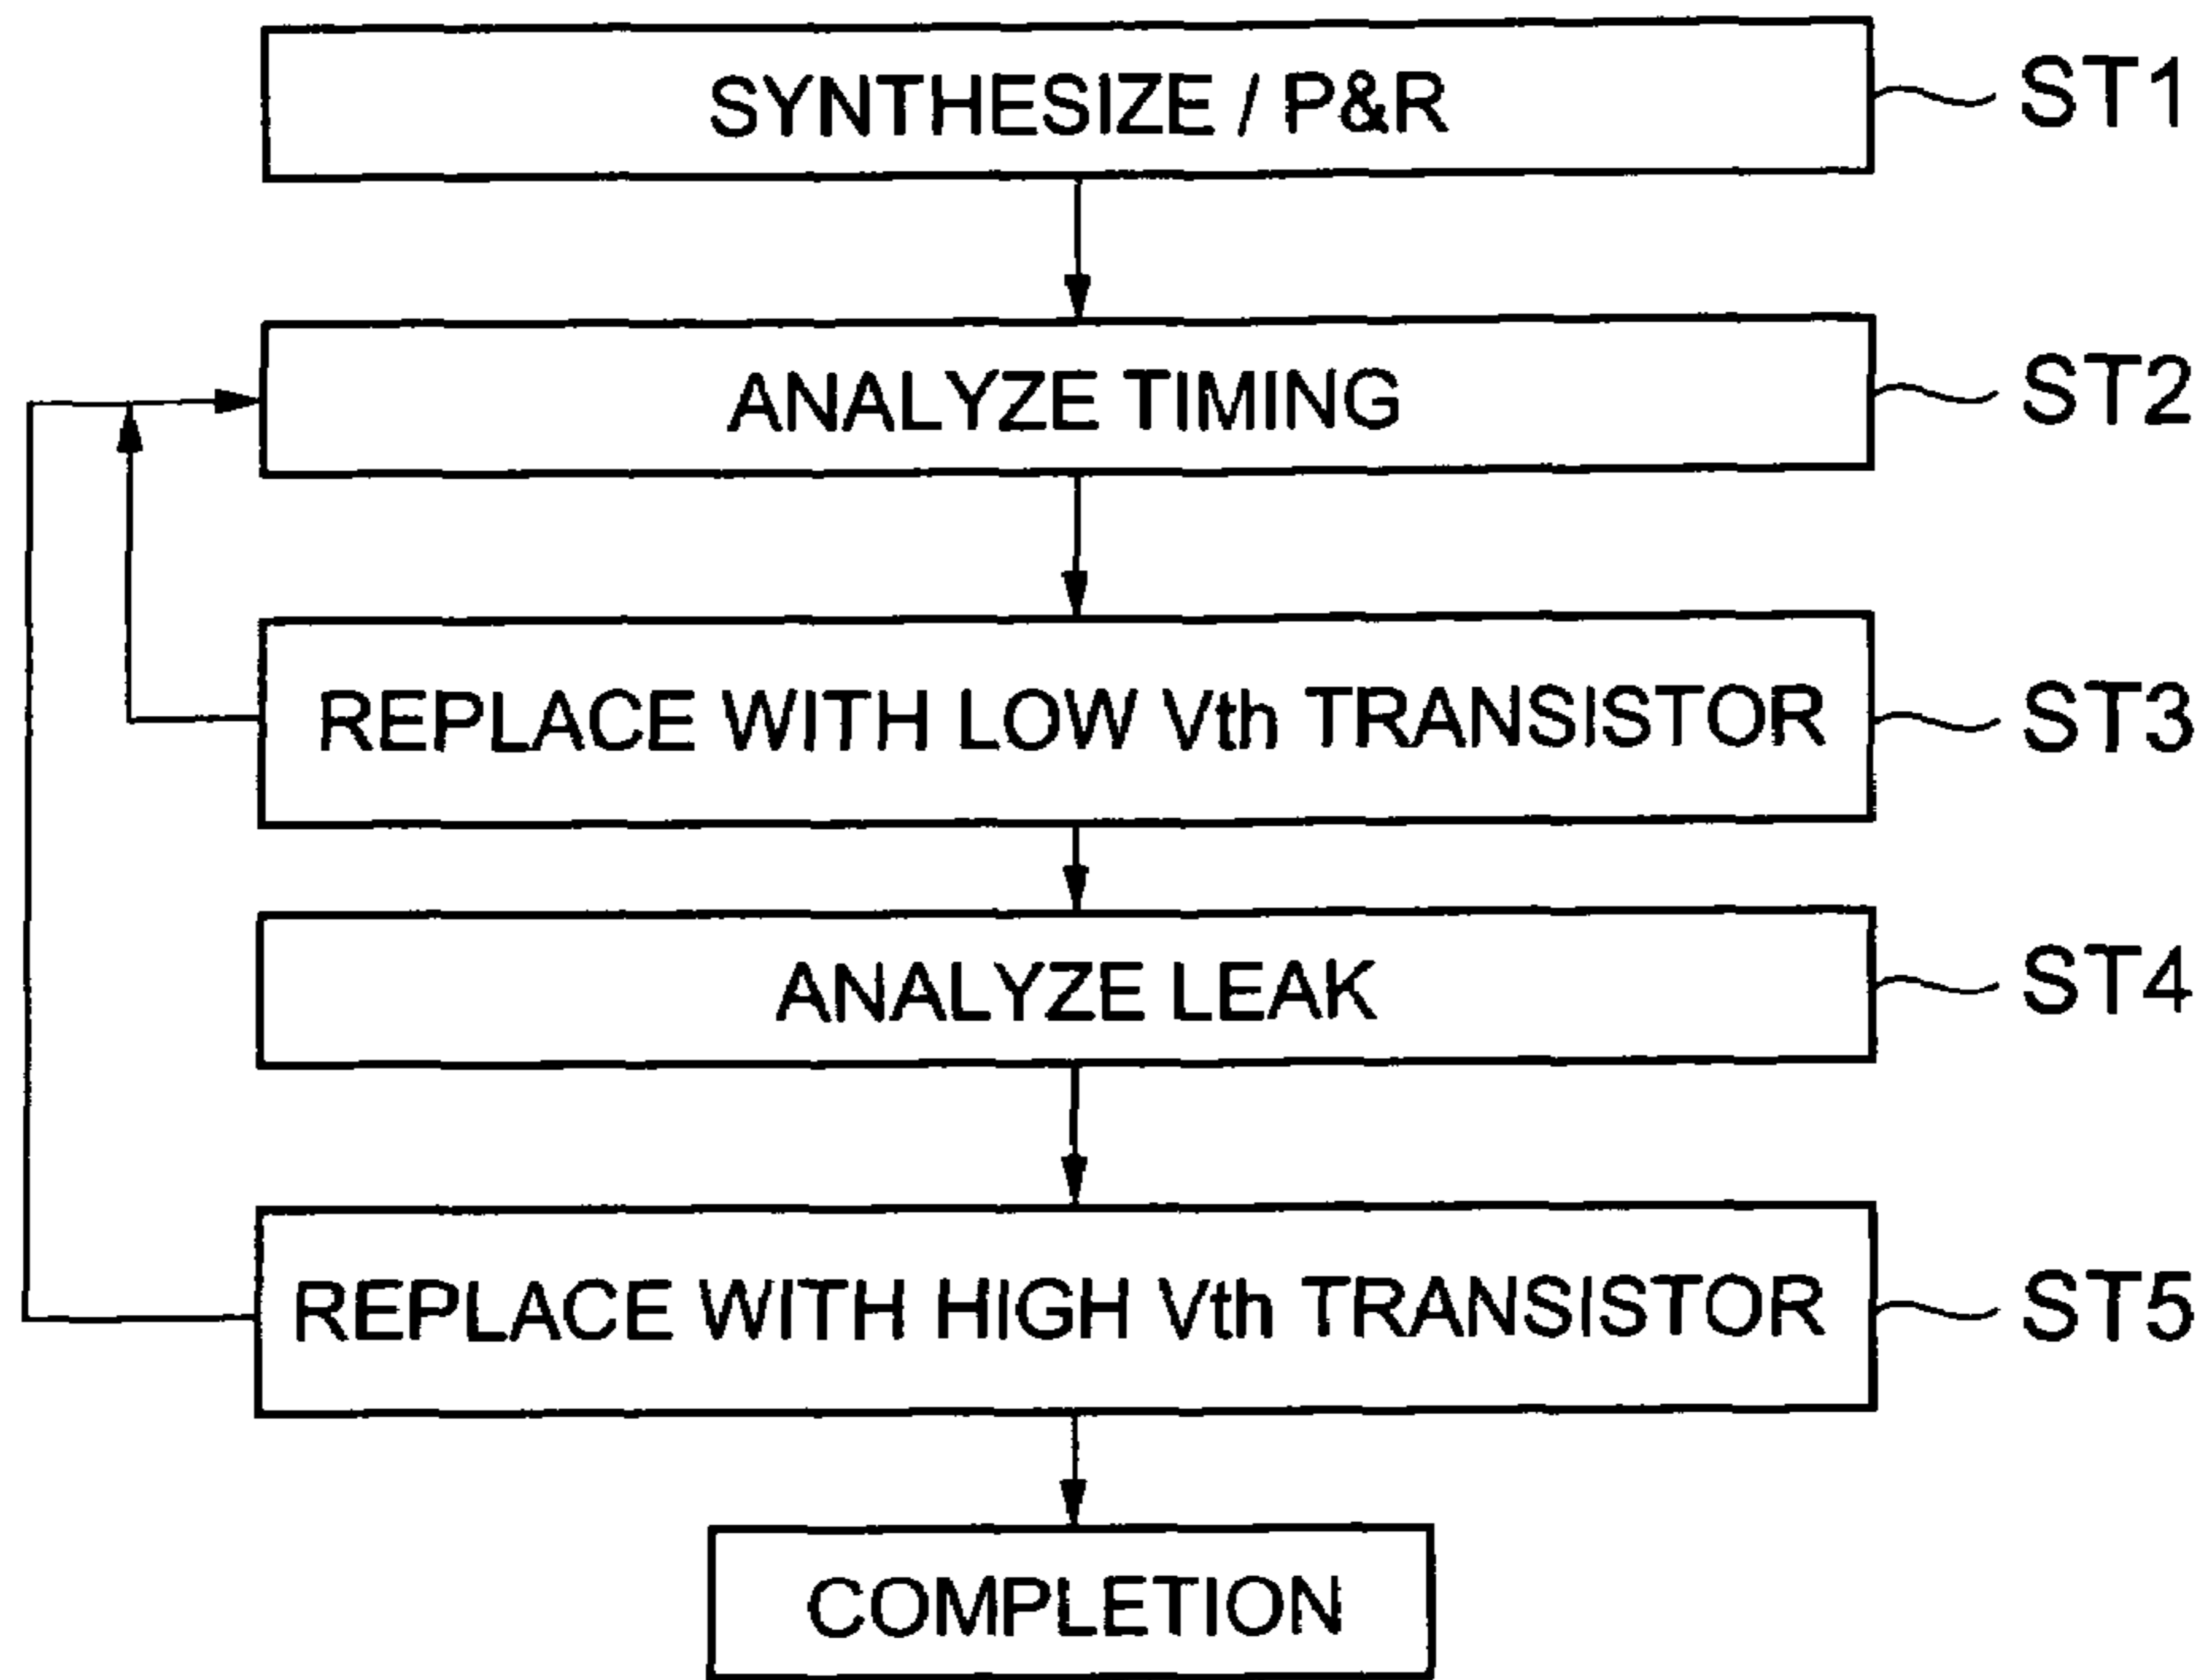 SYNTHESIZE / P&R ST1
ANALYZE TIMING ST2
REPLACE WITH LOW Vth TRANSISTOR ST3
ANALYZE LEAK ST4
REPLACE WITH HIGH Vth TRANSISTOR ST5
COMPLETION